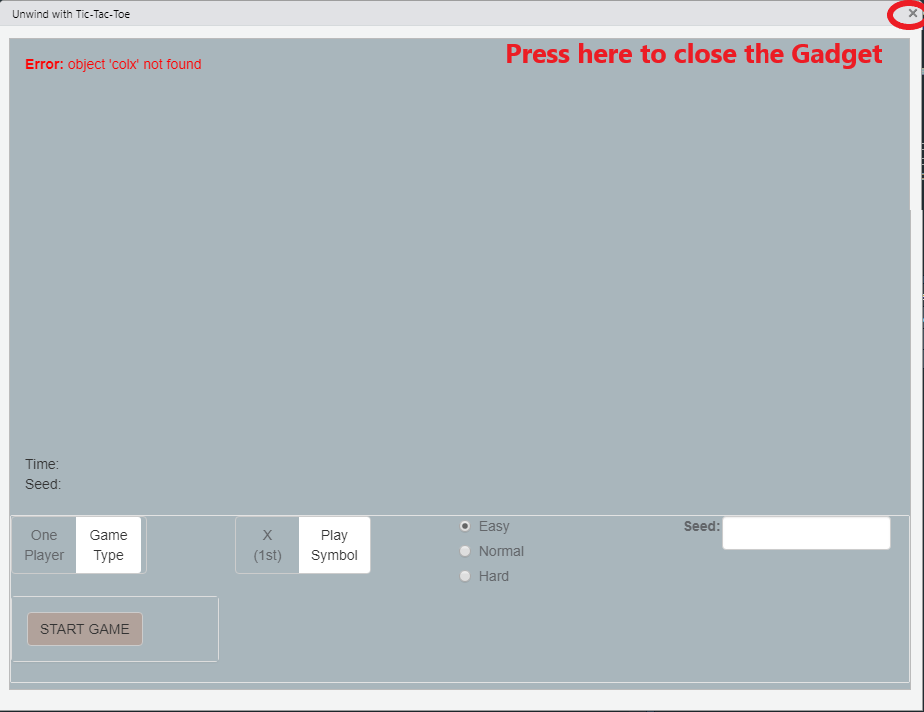 Unwind with Tic-Tac-Toe
Press here to close the Gadget
Error: object 'colx' not found
Time:
Seed:
One
Player
Game
Type
X
(1st)
Play
Symbol
Easy
Normal
Hard
Seed:
START GAME